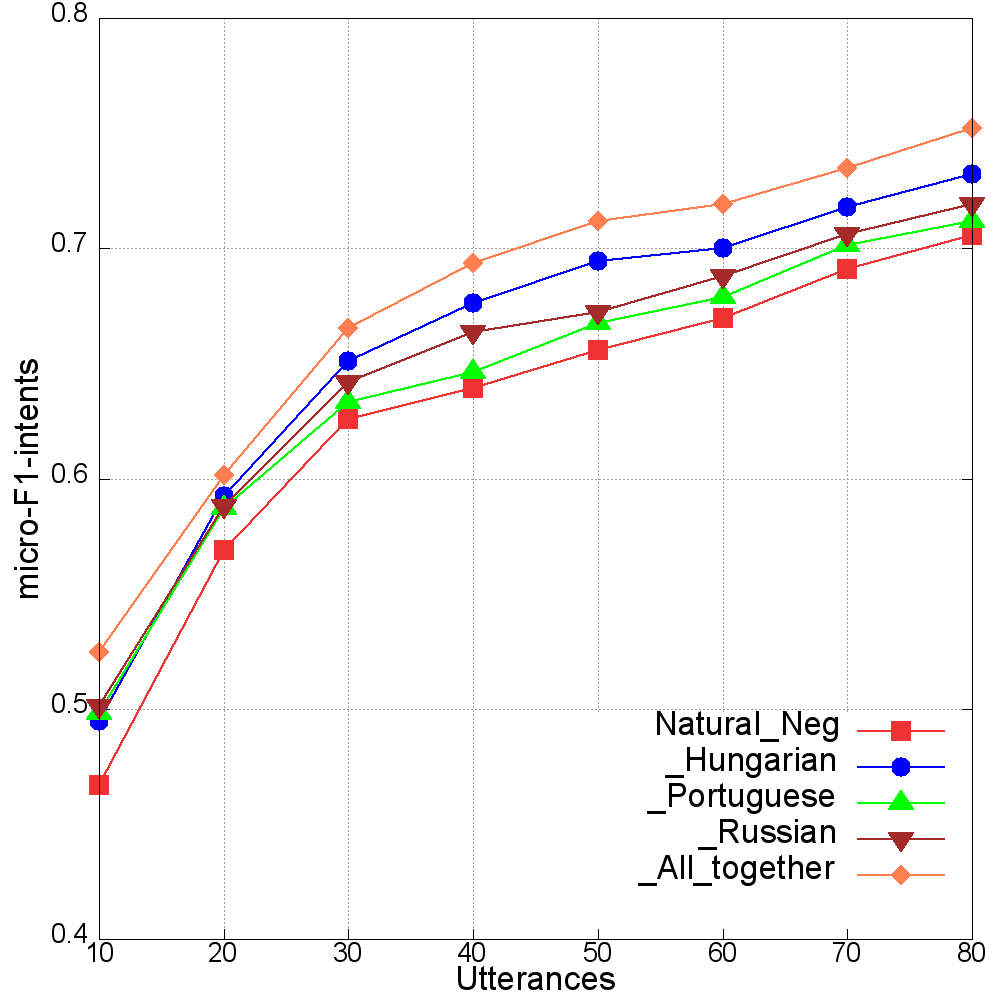 0.8
0.7
0.6
0.5
0.4
micro-F1-intents
10 20 30 40 50 60 70 80
Utterances
Natural_Neg
_Hungarian
_Portuguese
_Russian
_All_together